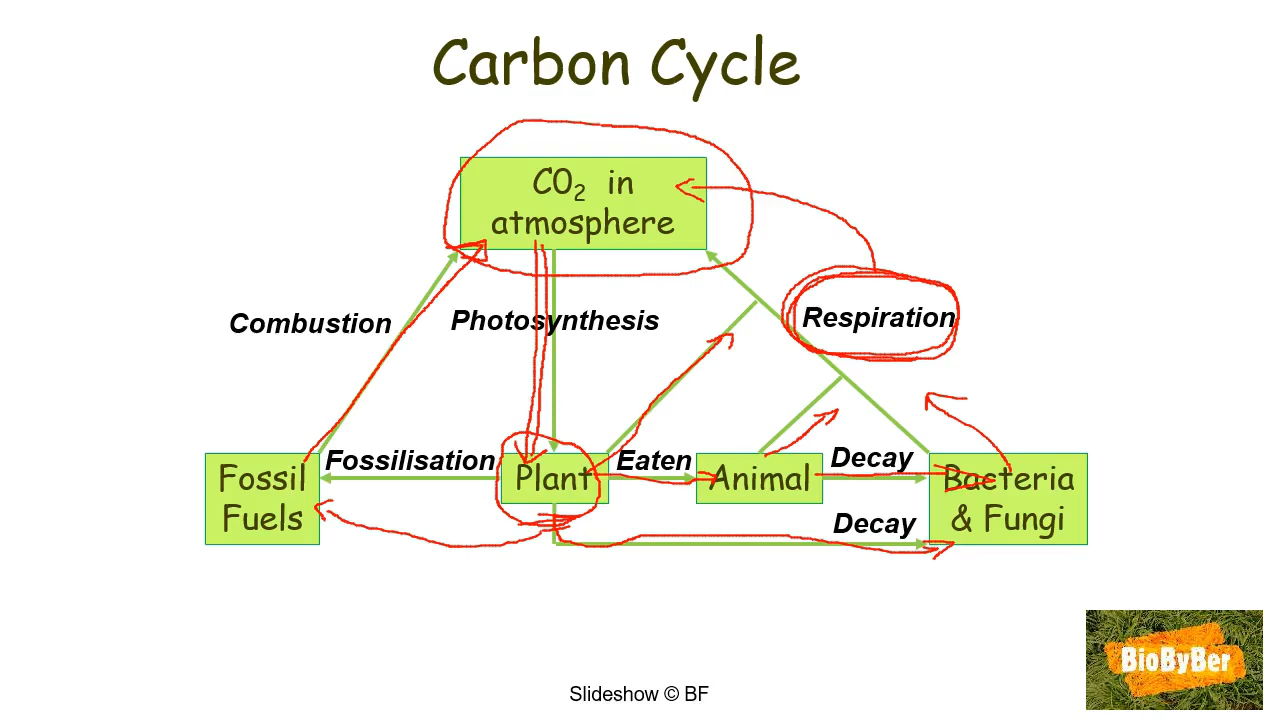 Carbon Cycle
CO₂ in
atmosphere
Combustion
Photosynthesis
Respiration
Fossil
Fuels
Fossilisation
Plant
Eaten
Animal
Decay
Bacteria
& Fungi
Decay
BioByBer
Slideshow © BF